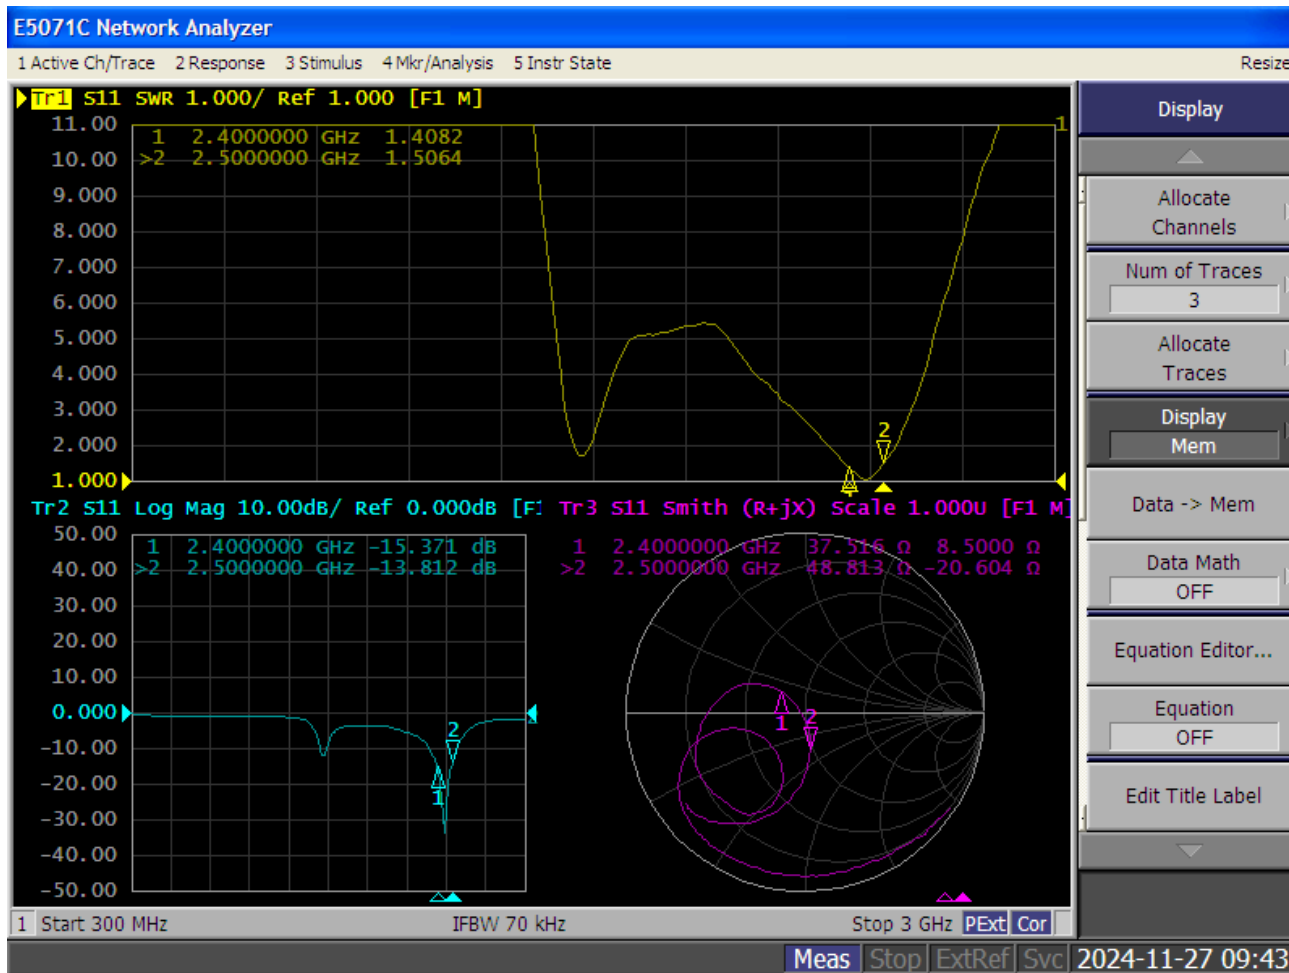 E5071C Network Analyzer
1 Active Ch/Trace 2 Response 3 Stimulus 4 Mkr/Analysis 5 Instr State Resize
Tr1 S11 SWR 1.000/ Ref 1.000 [F1 M]
11.00
10.00
9.000
8.000
7.000
6.000
5.000
4.000
3.000
2.000
1.000
1 2.4000000 GHz 1.4082
>2 2.5000000 GHz 1.5064
1
2
Tr2 S11 Log Mag 10.00dB/ Ref 0.000dB [F1
50.00
40.00
30.00
20.00
10.00
0.000
-10.00
-20.00
-30.00
-40.00
-50.00
1 2.4000000 GHz -15.371 dB
>2 2.5000000 GHz -13.812 dB
2
1
Tr3 S11 Smith (R+jX) Scale 1.000U [F1 M]
1 2.4000000 GHz 37.516 Ω 8.5000 Ω
>2 2.5000000 GHz 48.813 Ω -20.604 Ω
1
2
1 Start 300 MHz IFBW 70 kHz Stop 3 GHz PExt Cor
Display
Allocate
Channels
Num of Traces
3
Allocate
Traces
Display
Mem
Data -> Mem
Data Math
OFF
Equation Editor...
Equation
OFF
Edit Title Label
Meas Stop ExtRef Svc 2024-11-27 09:43